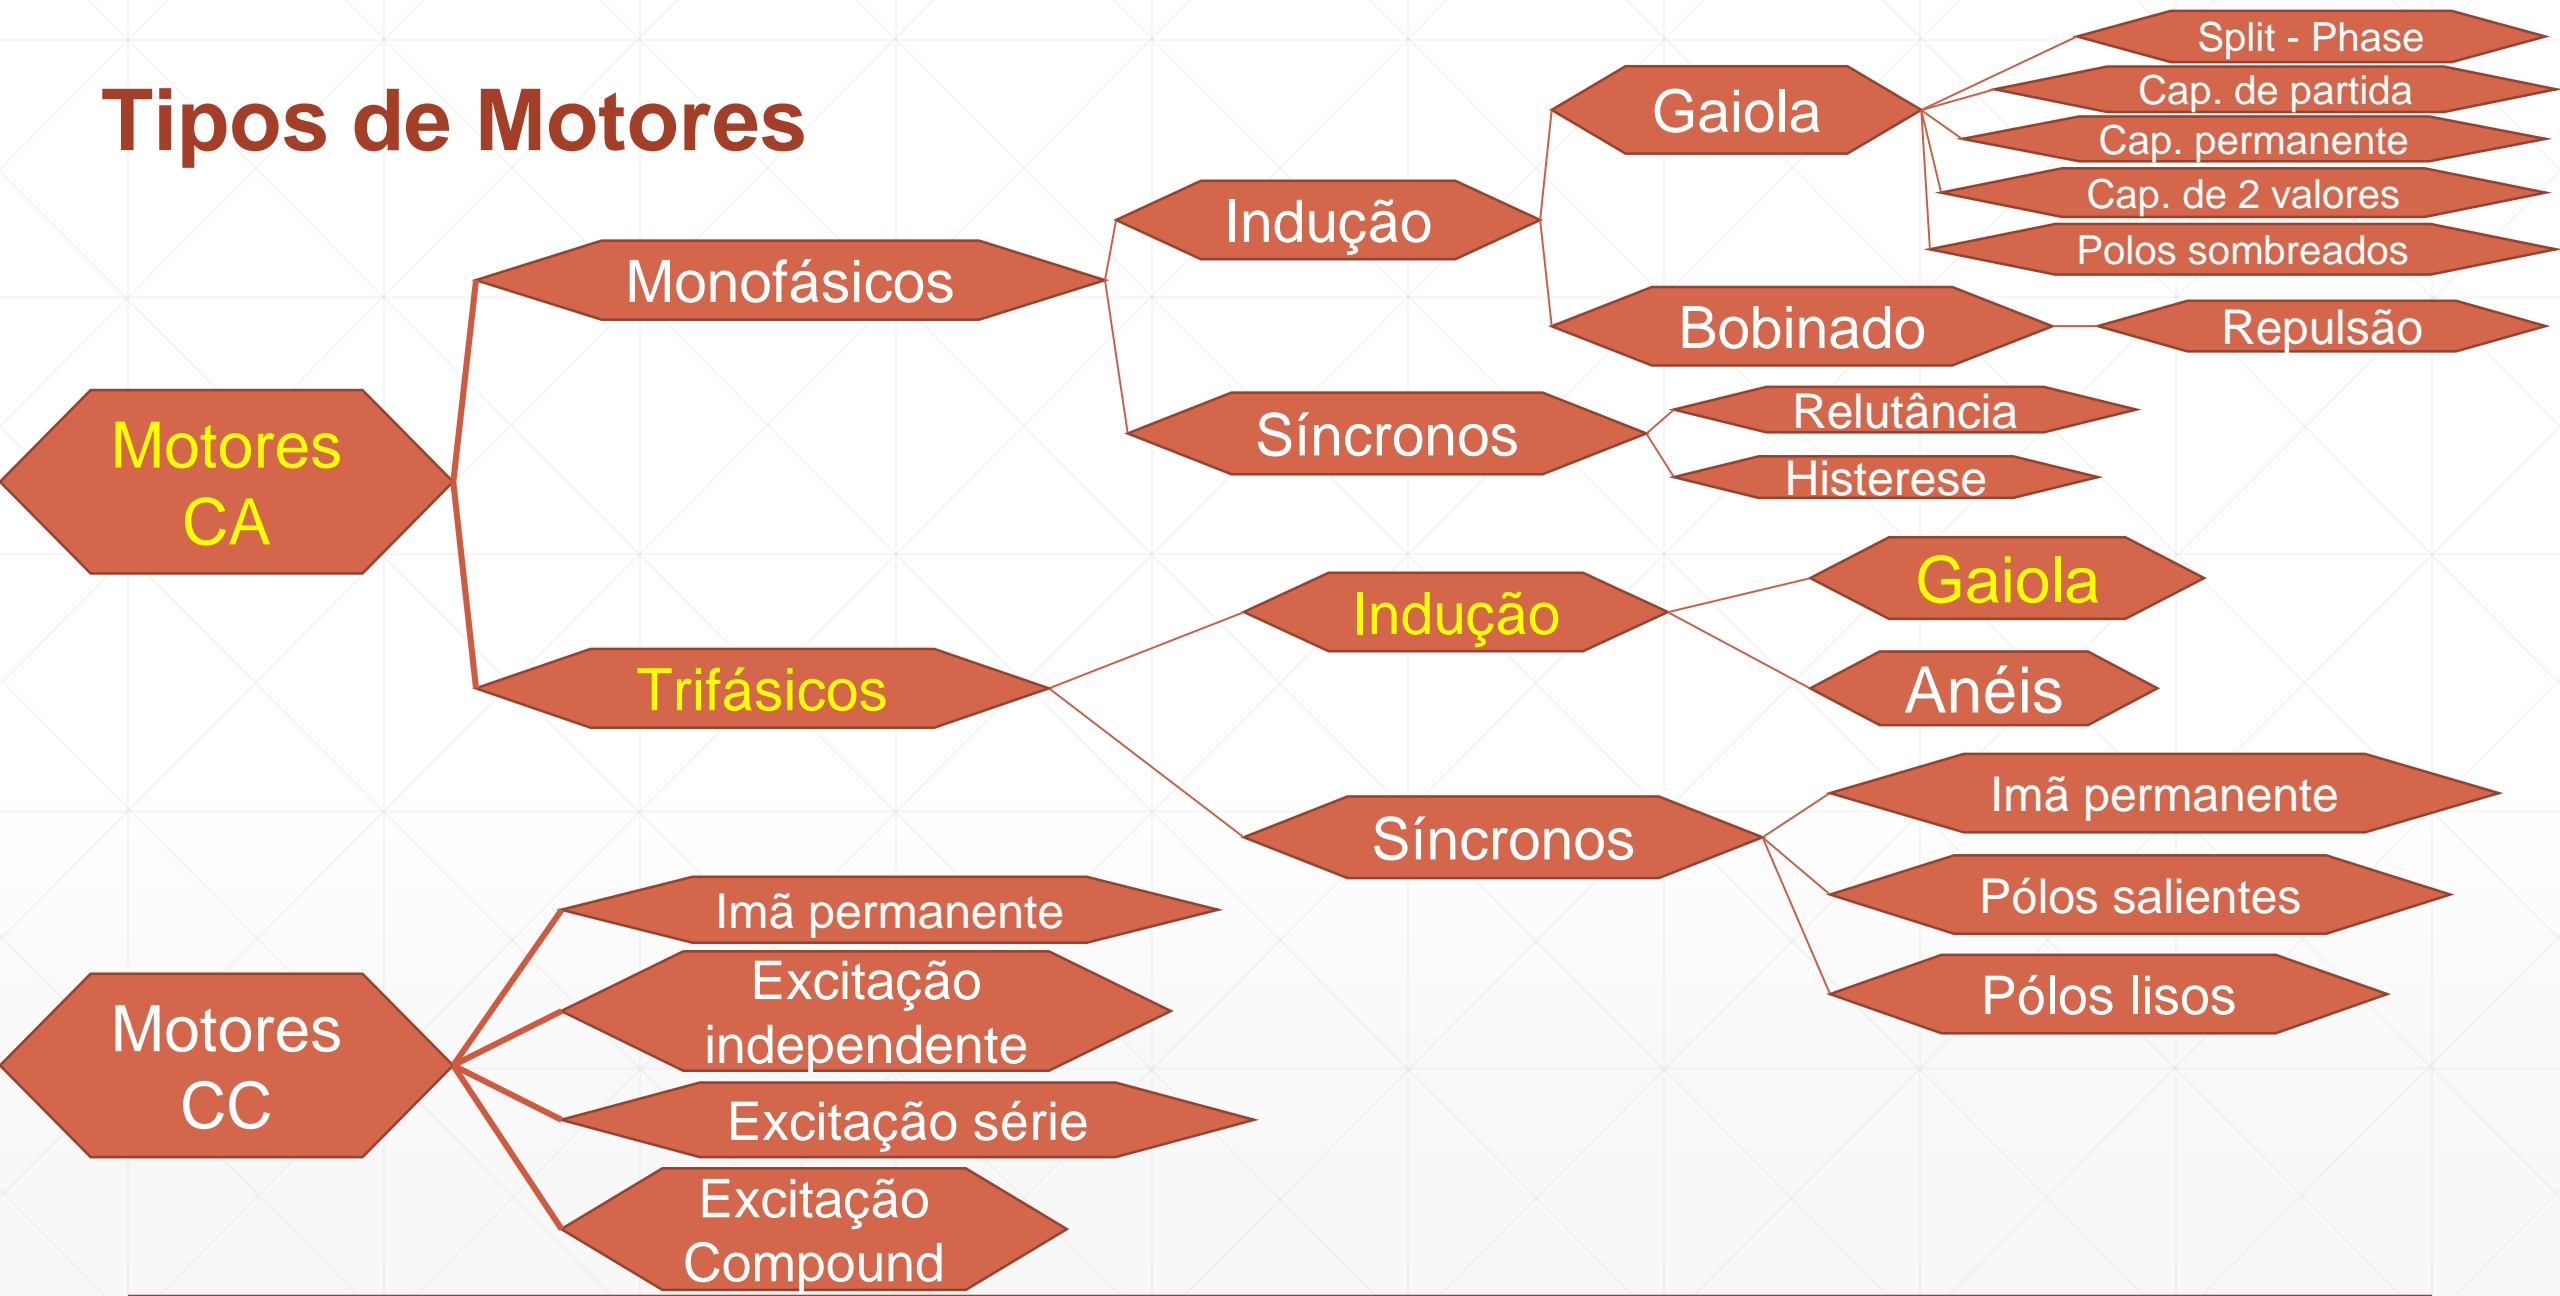 Tipos de Motores
Motores
CA
Monofásicos
Indução
Gaiola
Split - Phase
Cap. de partida
Cap. permanente
Cap. de 2 valores
Polos sombreados
Bobinado
Repulsão
Síncronos
Relutância
Histerese
Trifásicos
Indução
Gaiola
Anéis
Síncronos
Imã permanente
Pólos salientes
Pólos lisos
Motores
CC
Imã permanente
Excitação
independente
Excitação série
Excitação
Compound